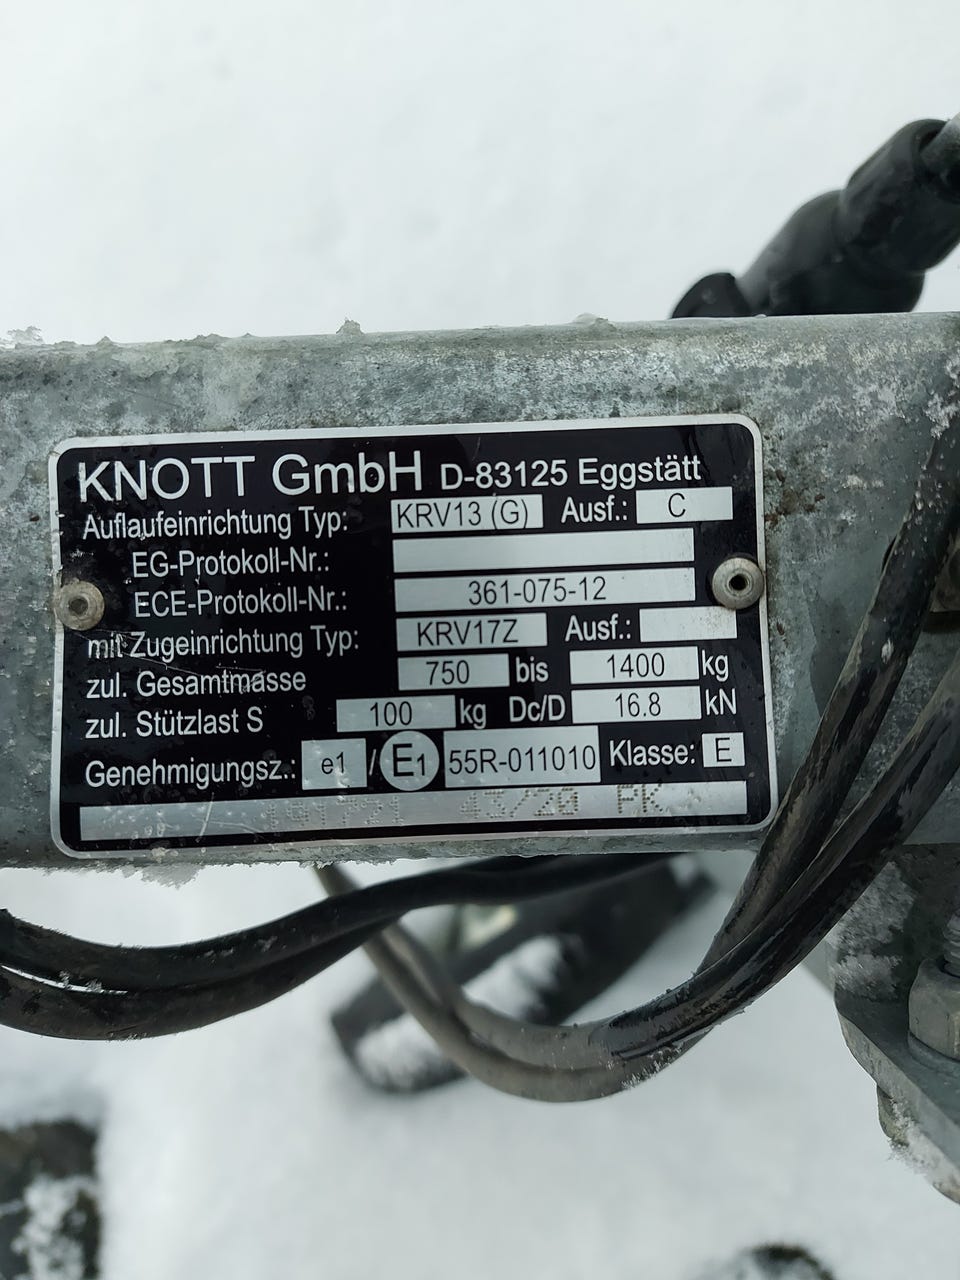 KNOTT GmbH D-83125 Eggstätt
Auflaufeinrichtung Typ: KRV13 (G) Ausf.: C
EG-Protokoll-Nr.:
ECE-Protokoll-Nr.: 361-075-12
mit Zugeinrichtung Typ: KRV17Z Ausf.:
zul. Gesamtmasse 750 bis 1400 kg
zul. Stützlast S 100 kg Dc/D 16.8 kN
Genehmigungsz.: e1 / E1 55R-011010 Klasse: E
43/20